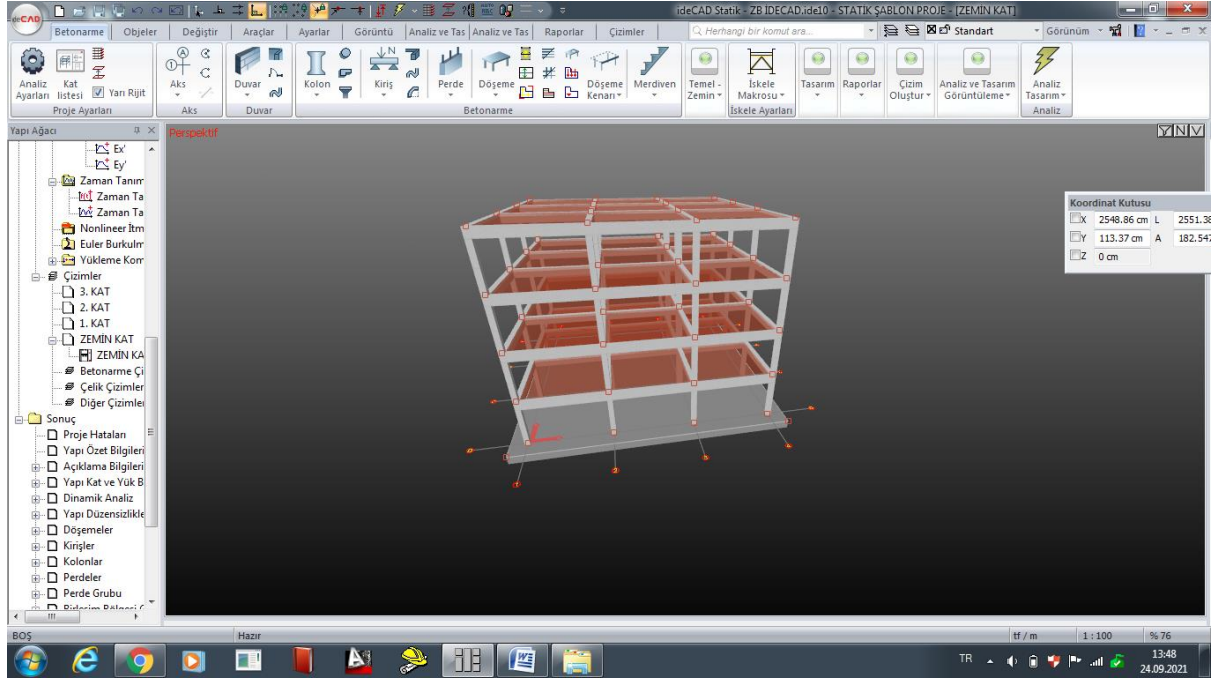 ideCAD Statik - ZB IDECAD.ide10 - STATİK ŞABLON PROJE - [ZEMİN KAT]
ideCAD
Betonarme Objeler Değiştir Araçlar Ayarlar Görüntü Analiz ve Tas Analiz ve Tas Raporlar Çizimler Herhangi bir komut ara... Standart Görünüm
Analiz Ayarları
Kat listesi
Yarı Rijit
Aks
Duvar
Kolon
Kiriş
Perde
Döşeme
Döşeme Kenarı
Merdiven
Temel - Zemin
İskele Makrosu
Tasarım
Raporlar
Çizim Oluştur
Analiz ve Tasarım Görüntüleme
Analiz Tasarım
Proje Ayarları Aks Duvar Betonarme İskele Ayarları Analiz
Yapı Ağacı
Perspektif
Ex'
Ey'
Zaman Tanım
Zaman Ta
Zaman Ta
Nonlineer İtm
Euler Burkulm
Yükleme Kom
Çizimler
3. KAT
2. KAT
1. KAT
ZEMİN KAT
ZEMİN KA
Betonarme Çi
Çelik Çizimler
Diğer Çizimler
Sonuç
Proje Hataları
Yapı Özet Bilgileri
Açıklama Bilgileri
Yapı Kat ve Yük B
Dinamik Analiz
Yapı Düzensizlikle
Döşemeler
Kirişler
Kolonlar
Perdeler
Perde Grubu
Koordinat Kutusu
X 2548.86 cm L 2551.38
Y 113.37 cm A 182.547
Z 0 cm
BOŞ Hazır tf / m 1 : 100 % 76
TR 13:48
24.09.2021